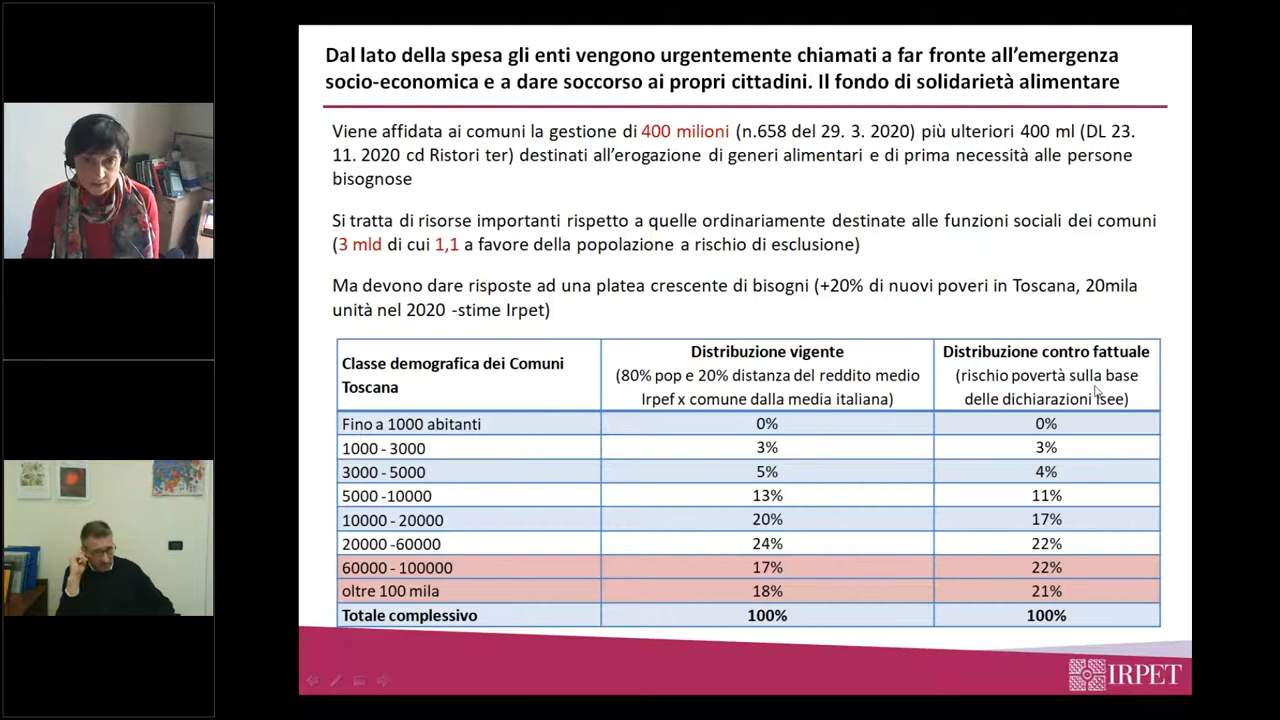 Dal lato della spesa gli enti vengono urgentemente chiamati a far fronte all’emergenza
socio-economica e a dare soccorso ai propri cittadini. Il fondo di solidarietà alimentare
Viene affidata ai comuni la gestione di 400 milioni (n.658 del 29. 3. 2020) più ulteriori 400 ml (DL 23.
11. 2020 cd Ristori ter) destinati all’erogazione di generi alimentari e di prima necessità alle persone
bisognose
Si tratta di risorse importanti rispetto a quelle ordinariamente destinate alle funzioni sociali dei comuni
(3 mld di cui 1,1 a favore della popolazione a rischio di esclusione)
Ma devono dare risposte ad una platea crescente di bisogni (+20% di nuovi poveri in Toscana, 20mila
unità nel 2020 -stime Irpet)
Classe demografica dei Comuni
Toscana
Distribuzione vigente
(80% pop e 20% distanza del reddito medio
Irpef x comune dalla media italiana)
Distribuzione contro fattuale
(rischio povertà sulla base
delle dichiarazioni isee)
Fino a 1000 abitanti 0% 0%
1000 - 3000 3% 3%
3000 - 5000 5% 4%
5000 -10000 13% 11%
10000 - 20000 20% 17%
20000 -60000 24% 22%
60000 - 100000 17% 22%
oltre 100 mila 18% 21%
Totale complessivo 100% 100%
IRPET